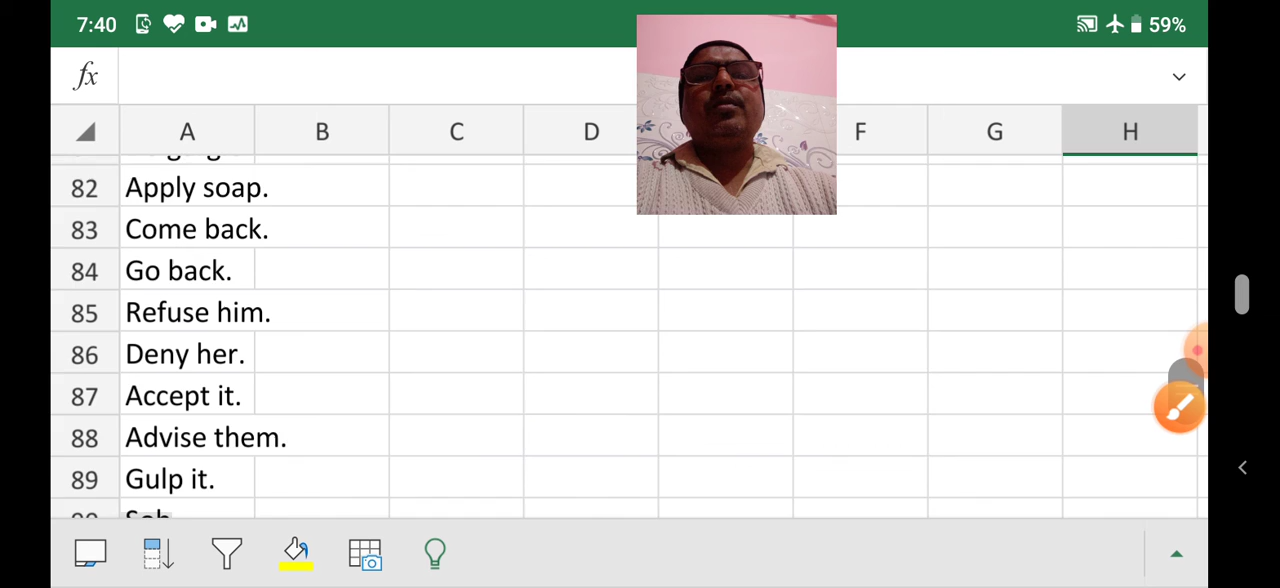 7:40 59%
fx
A B C D F G H
82 Apply soap.
83 Come back.
84 Go back.
85 Refuse him.
86 Deny her.
87 Accept it.
88 Advise them.
89 Gulp it.